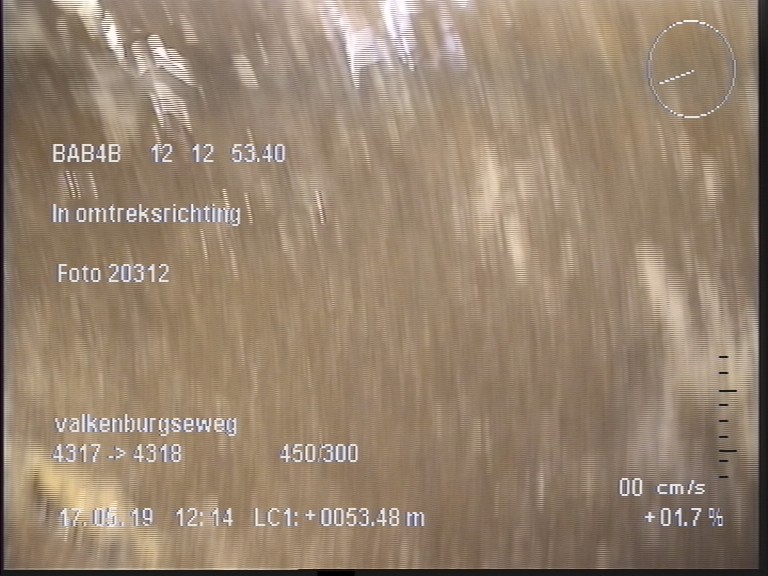 BAB4B 12 12 53.40
In omtreksrichting
Foto 20312
valkenburgseweg
4317 -> 4318 450/300
00 cm/s
17.05.19 12:14 LC1:+0053.48 m +01.7 %